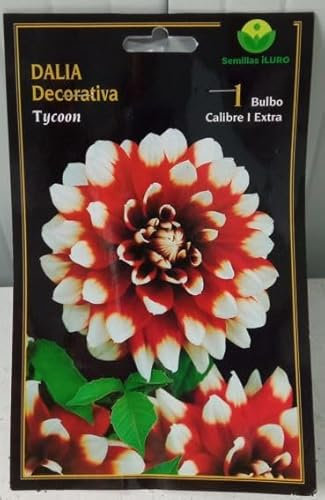 Semillas iLURO
DALIA
Decorativa
Tycoon
1 Bulbo
Calibre I Extra